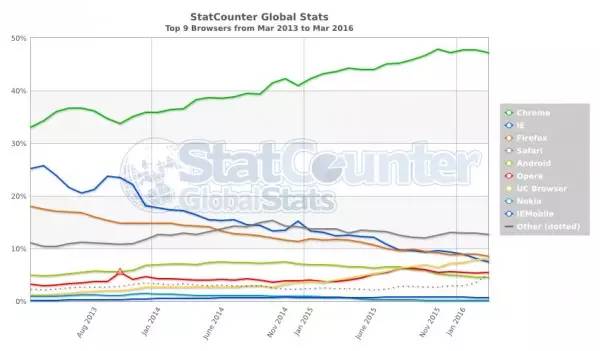 StatCounter Global Stats
Top 9 Browsers from Mar 2013 to Mar 2016
50%
40%
30%
20%
10%
0%
StatCounter
GlobalStats
Chrome
IE
Firefox
Safari
Android
Opera
UC Browser
Nokia
IEMobile
Other (dotted)
Aug 2013
Jan 2014
June 2014
Nov 2014
Jan 2015
June 2015
Nov 2015
Jan 2016